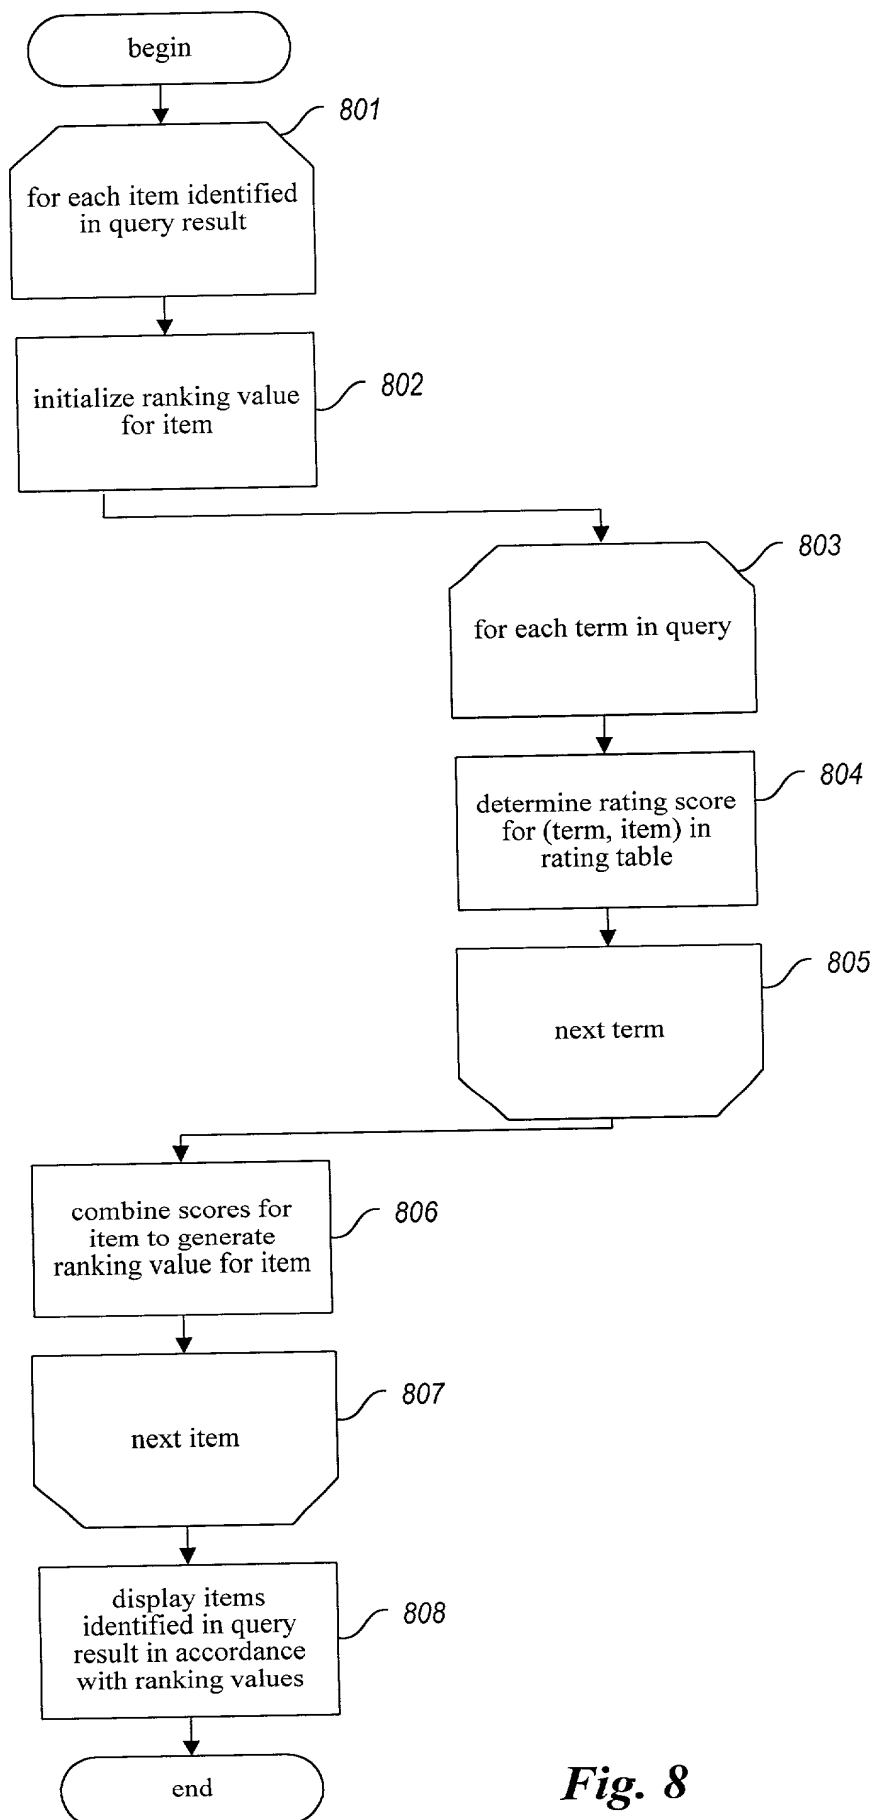 begin
801
for each item identified
in query result
802
initialize ranking value
for item
803
for each term in query
804
determine rating score
for (term, item) in
rating table
805
next term
806
combine scores for
item to generate
ranking value for item
807
next item
808
display items
identified in query
result in accordance
with ranking values
end
Fig. 8